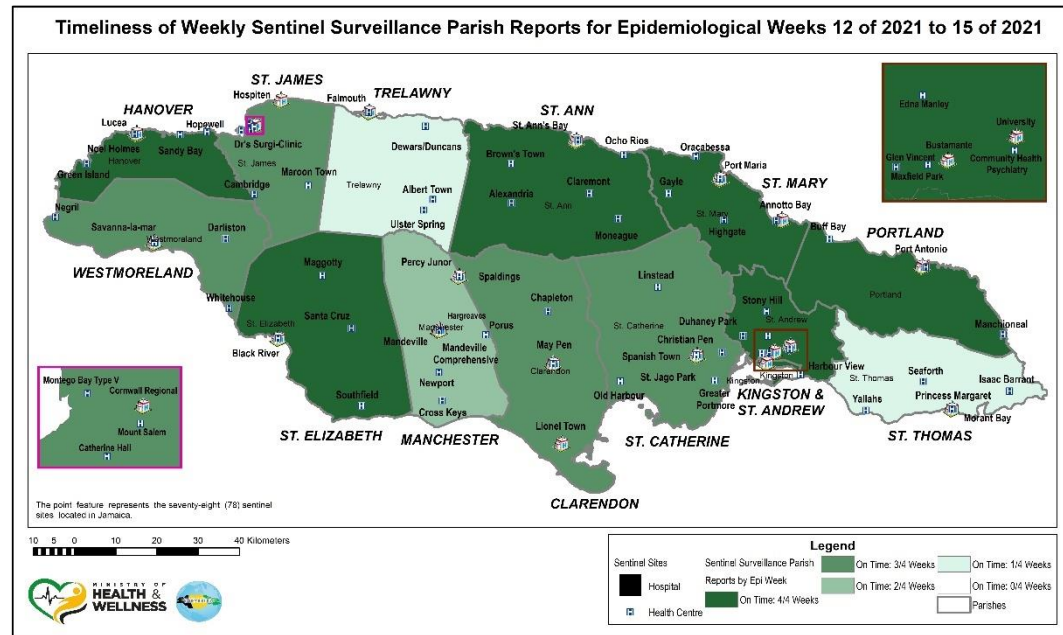 Timeliness of Weekly Sentinel Surveillance Parish Reports for Epidemiological Weeks 12 of 2021 to 15 of 2021
ST. JAMES
Hospiten
TRELAWNY
Falmouth
HANOVER
Lucea
Hopewell
ST. ANN
St. Ann's Bay
Ocho Rios
Edna Manley
University
Bustamante
Glen Vincent
Community Health
Psychiatry
Maxfield Park
Noel Holmes
Hanover
Sandy Bay
Green Island
Dr's Surgi-Clinic
St. James
Maroon Town
Cambridge
Dewars/Duncans
Trelawny
Albert Town
Ulster Spring
Brown's Town
Alexandria
Claremont
St. Ann
Moneague
Oracabessa
Port Maria
Gayle
ST. MARY
Annotto Bay
St. Mary
Highgate
Buff Bay
PORTLAND
Port Antonio
Portland
Manchioneal
Negril
Savanna-la-mar
Westmoreland
Darliston
WESTMORELAND
Whitehouse
Maggotty
Santa Cruz
St. Elizabeth
Black River
Southfield
ST. ELIZABETH
Percy Junor
Spaldings
Hargreaves
Manchester
Mandeville
Porus
Mandeville
Comprehensive
Newport
Cross Keys
MANCHESTER
Chapleton
May Pen
Clarendon
Lionel Town
CLARENDON
Linstead
St. Catherine
Duhaney Park
Christian Pen
Spanish Town
St. Jago Park
Old Harbour
Greater
Portmore
ST. CATHERINE
Stony Hill
St. Andrew
Kingston
Kingston
Harbour View
KINGSTON &
ST. ANDREW
St. Thomas
Seaforth
Isaac Barrant
Yallahs
Princess Margaret
Morant Bay
ST. THOMAS
Montego Bay Type V
Cornwall Regional
Mount Salem
Catherine Hall
The point feature represents the seventy-eight (78) sentinel
sites located in Jamaica.
10 5 0 10 20 30 40 Kilometers
MINISTRY OF
HEALTH &
WELLNESS
Legend
Sentinel Sites
Hospital
Health Centre
Sentinel Surveillance Parish
Reports by Epi Week
On Time: 4/4 Weeks
On Time: 3/4 Weeks
On Time: 2/4 Weeks
On Time: 1/4 Weeks
On Time: 0/4 Weeks
Parishes